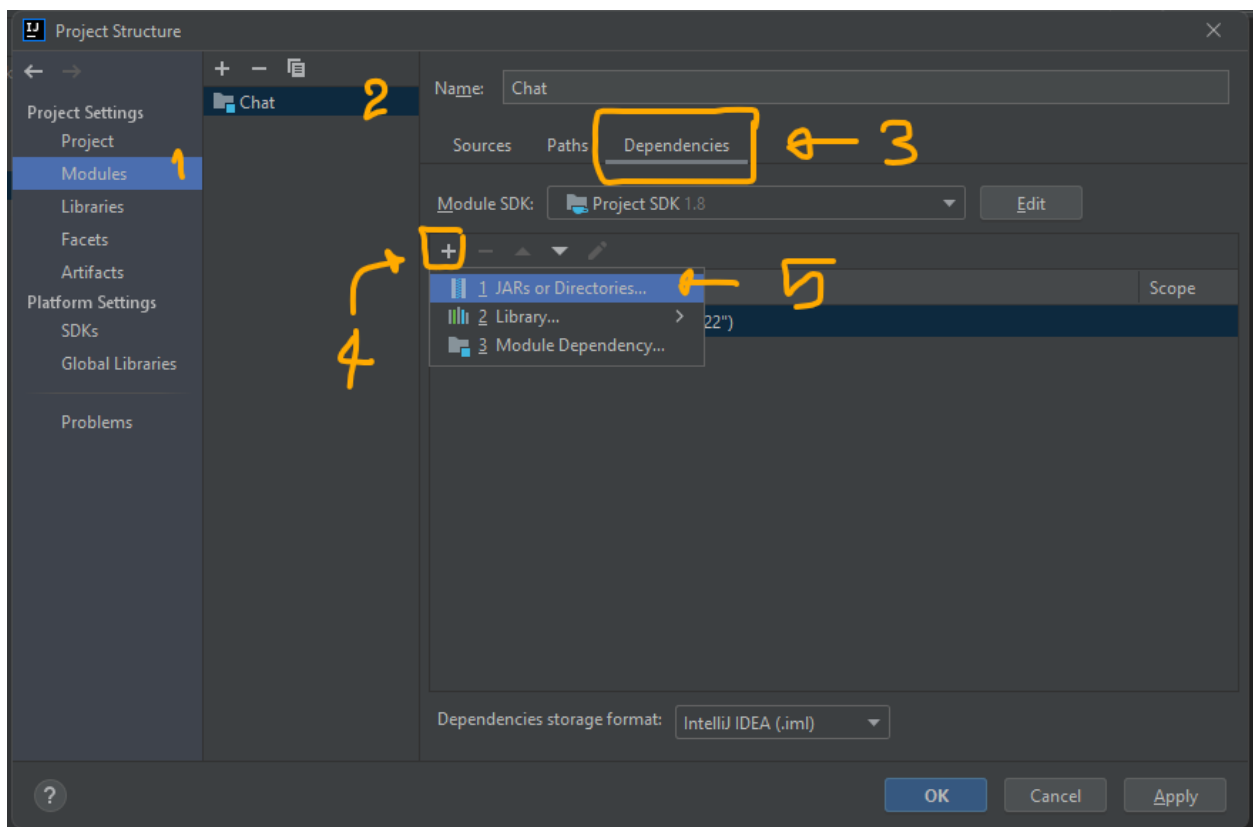 Project Structure
Project Settings
Project
Modules 1
Libraries
Facets
Artifacts
Platform Settings
SDKs
Global Libraries
Problems
Chat 2
Name: Chat
Sources Paths Dependencies 3
Module SDK: Project SDK 1.8 Edit
4
1 JARs or Directories... 5
Scope
2 Library...
22")
3 Module Dependency...
Dependencies storage format: IntelliJ IDEA (.iml)
? OK Cancel Apply